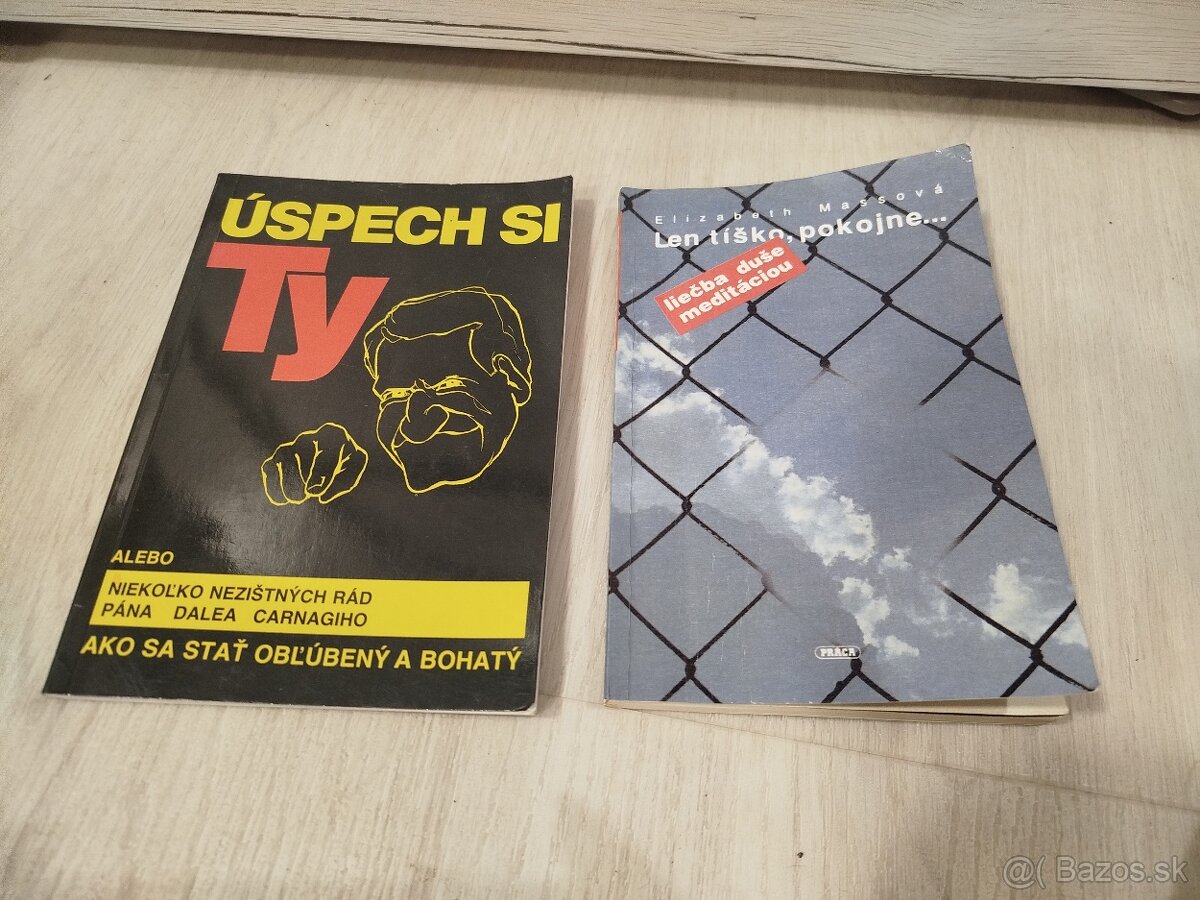 ÚSPECH SI
Ty
ALEBO
NIEKOĽKO NEZIŠTNÝCH RÁD
PÁNA DALEA CARNAGIHO
AKO SA STAŤ OBĽÚBENÝ A BOHATÝ
Elizabeth Massová
Len tíško, pokojne...
liečba duše
meditáciou
PRÁCA
@( Bazos.sk